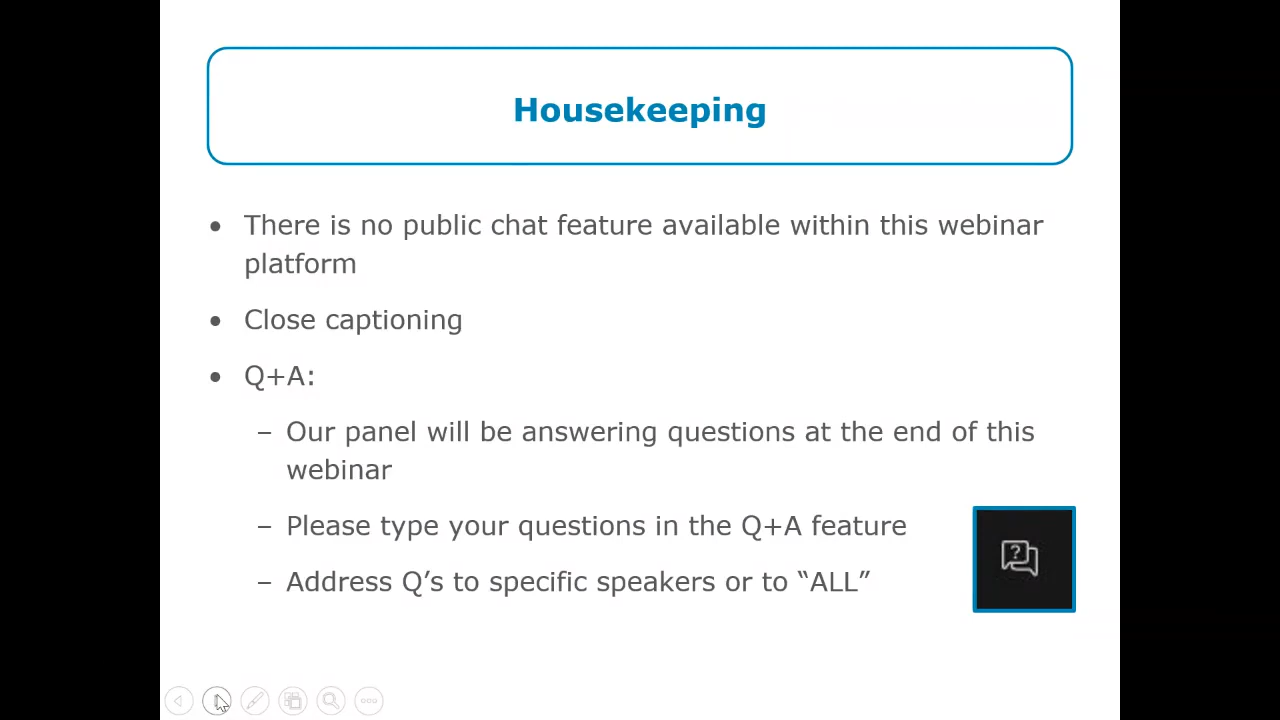 Housekeeping
• There is no public chat feature available within this webinar
platform
• Close captioning
• Q+A:
– Our panel will be answering questions at the end of this
webinar
– Please type your questions in the Q+A feature
– Address Q’s to specific speakers or to “ALL”
?